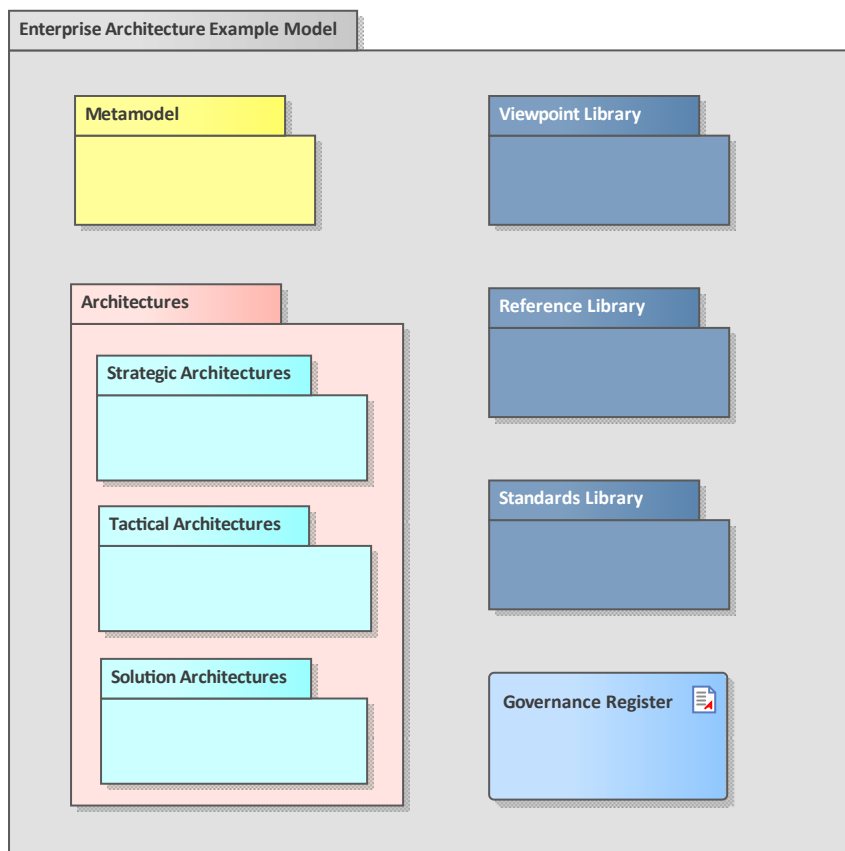 Enterprise Architecture Example Model
Metamodel
Viewpoint Library
Architectures
Reference Library
Strategic Architectures
Standards Library
Tactical Architectures
Solution Architectures
Governance Register